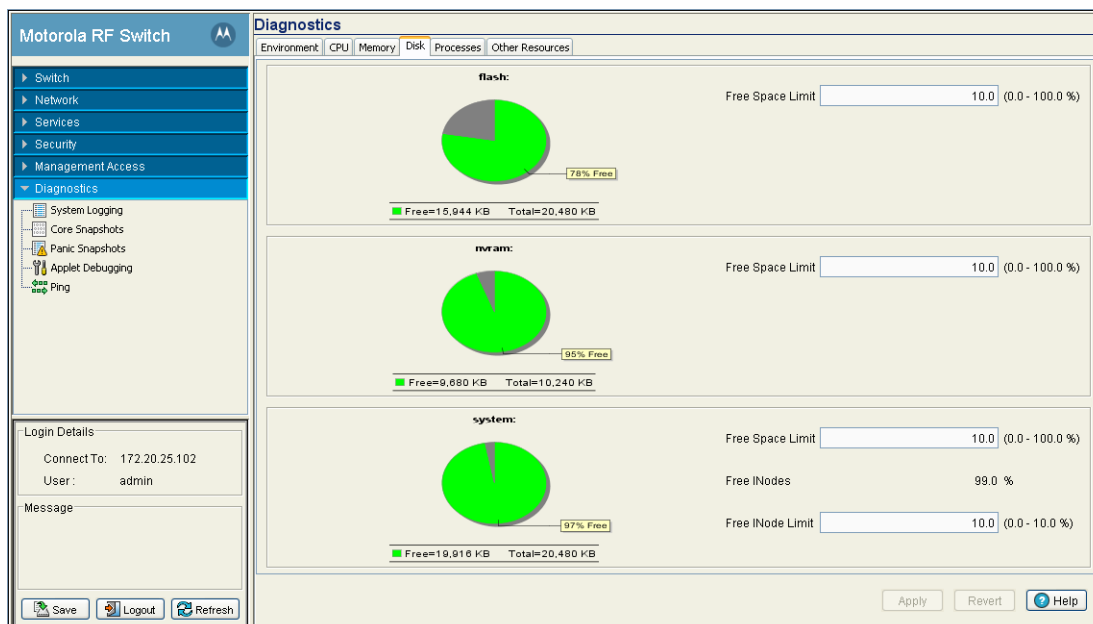 Motorola RF Switch
Switch
Network
Services
Security
Management Access
Diagnostics
System Logging
Core Snapshots
Panic Snapshots
Applet Debugging
Ping
Login Details
Connect To: 172.20.25.102
User : admin
Message
Save Logout Refresh
Diagnostics
Environment CPU Memory Disk Processes Other Resources
flash:
Free Space Limit 10.0 (0.0 - 100.0 %)
78% Free
Free=15,944 KB Total=20,480 KB
nvram:
Free Space Limit 10.0 (0.0 - 100.0 %)
95% Free
Free=9,680 KB Total=10,240 KB
system:
Free Space Limit 10.0 (0.0 - 100.0 %)
Free INodes 99.0 %
97% Free
Free INode Limit 10.0 (0.0 - 10.0 %)
Free=19,916 KB Total=20,480 KB
Apply Revert Help